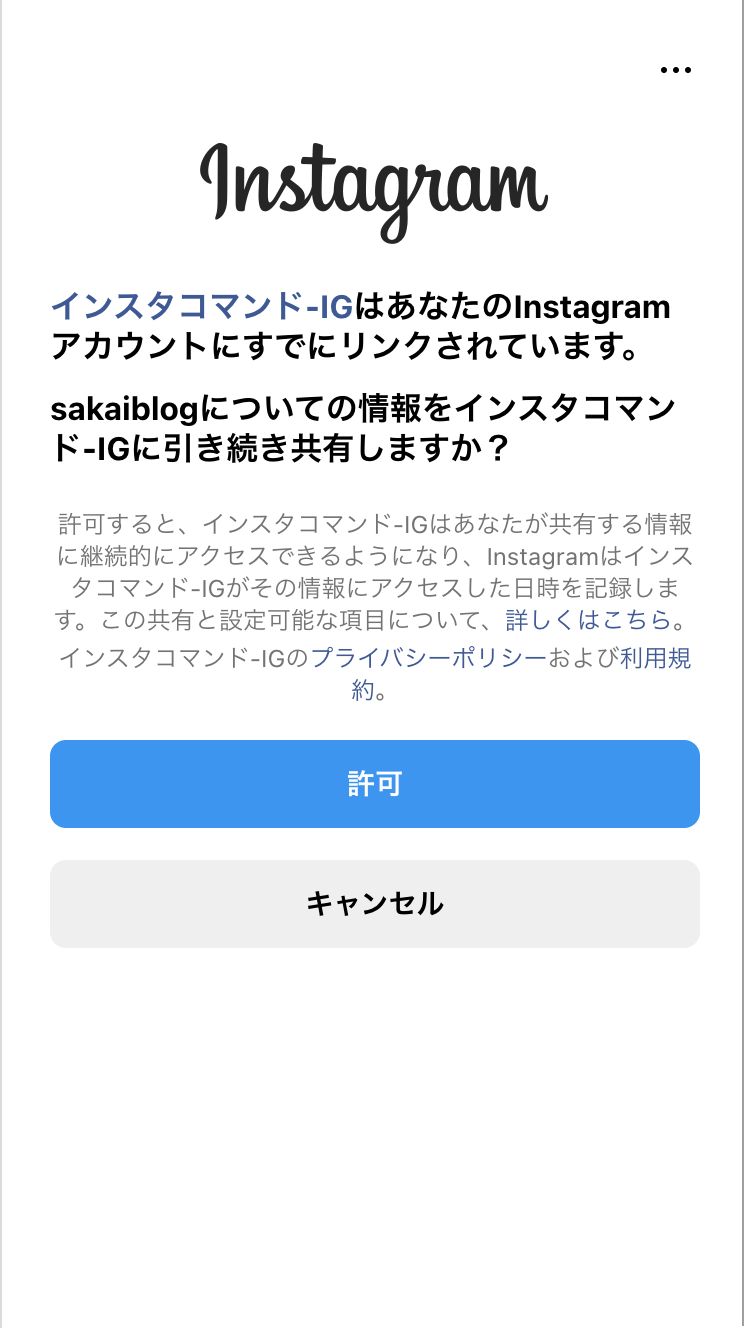 Instagram
インスタコマンド-IGはあなたのInstagram
アカウントにすでにリンクされています。
sakaiblogについての情報をインスタコマン
ド-IGに引き続き共有しますか？
許可すると、インスタコマンド-IGはあなたが共有する情報
に継続的にアクセスできるようになり、Instagramはインス
タコマンド-IGがその情報にアクセスした日時を記録しま
す。この共有と設定可能な項目について、詳しくはこちら。
インスタコマンド-IGのプライバシーポリシーおよび利用規
約。
許可
キャンセル